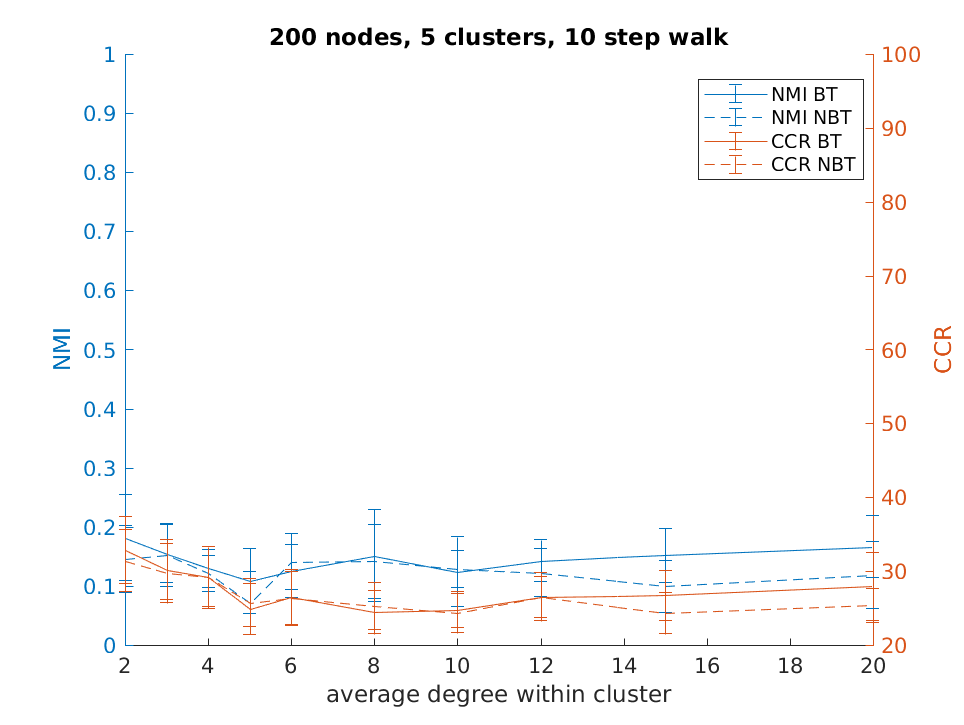 200 nodes, 5 clusters, 10 step walk
1
0.9
0.8
0.7
0.6
0.5
0.4
0.3
0.2
0.1
0
NMI
100
90
80
70
60
50
40
30
20
CCR
NMI BT
NMI NBT
CCR BT
CCR NBT
2 4 6 8 10 12 14 16 18 20
average degree within cluster